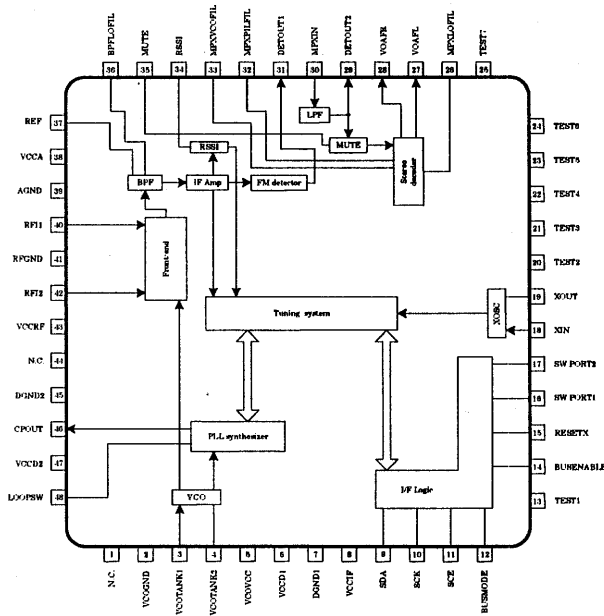 BPFLOFIL
MUTE
RSSI
MPXVCOFIL
MPXPILFIL
DETOUT1
MPXIN
DETOUT2
VOAFR
VOAFL
MPXLOFIL
TEST7
36 35 34 33 32 31 30 29 28 27 26 25
REF 37
VCCA 38
AGND 39
RFI1 40
RFGND 41
RFI2 42
VCCRF 43
N.C. 44
DGND2 45
CPOUT 46
VCCD2 47
LOOPSW 48
LPF
RSSI
MUTE
Stereo decoder
BPF
IF Amp
FM detector
Front-end
Tuning system
XOSC
PLL synthesizer
VCO
I/F Logic
24 TEST6
23 TEST5
22 TEST4
21 TEST3
20 TEST2
19 XOUT
18 XIN
17 SW PORT2
16 SW PORT1
15 RESETX
14 BUSENABLE
13 TEST1
1 2 3 4 5 6 7 8 9 10 11 12
N.C.
VCOGND
VCOTANK1
VCOTANK2
VCOVCC
VCCD1
DGND1
VCCIF
SDA
SCK
SCE
BUSMODE